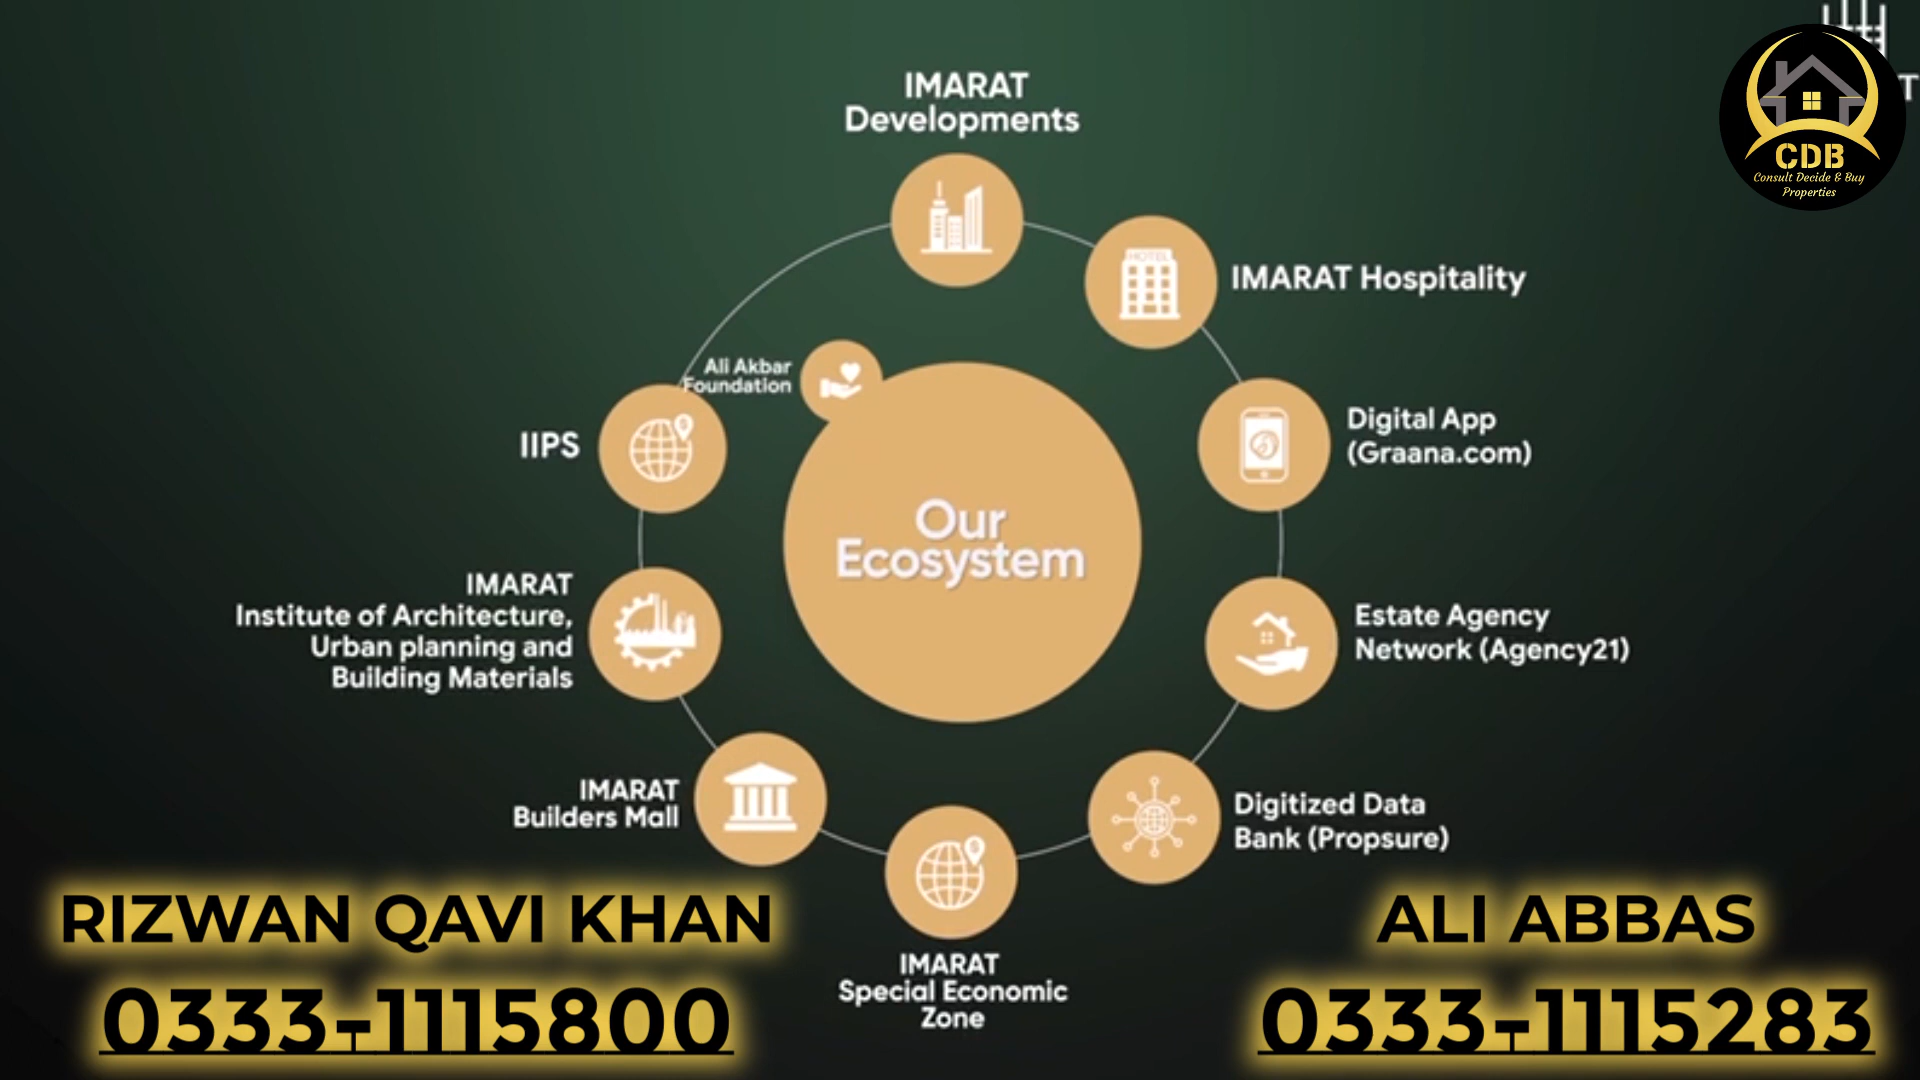 IMARAT
Developments
HOTEL
IMARAT Hospitality
Digital App
(Graana.com)
Estate Agency
Network (Agency21)
Digitized Data
Bank (Propsure)
IMARAT
Special Economic
Zone
IMARAT
Builders Mall
IMARAT
Institute of Architecture,
Urban planning and
Building Materials
IIPS
Ali Akbar
Foundation
Our
Ecosystem
CDB
Consult Decide & Buy
Properties
T
RIZWAN QAVI KHAN
0333-1115800
ALI ABBAS
0333-1115283